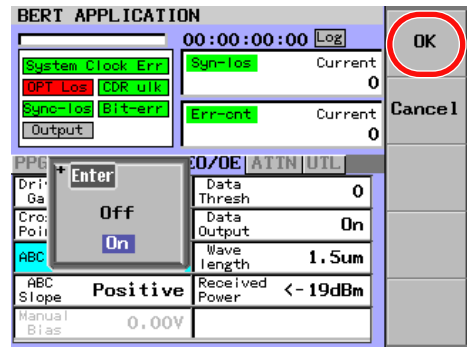 BERT APPLICATION
00:00:00:00 Log
OK
System Clock Err
OPT Los CDR ulk
Sync-los Bit-err
Output
Syn-los Current
0
Err-cnt Current
0
Cancel
PPG EO/OE ATTN UTL
Enter
Off
On
Data Thresh 0
Data Output On
ABC
Wave length 1.5um
ABC Slope Positive
Received Power <-19dBm
Manual Bias 0.00V